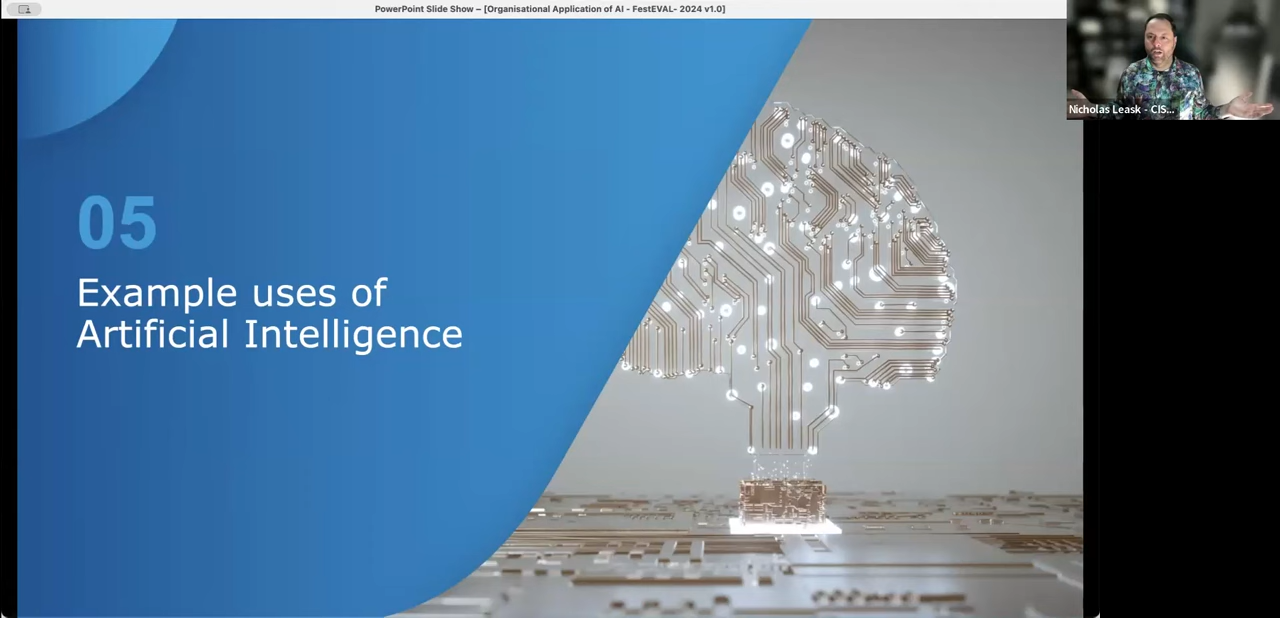 PowerPoint Slide Show – [Organisational Application of AI - FestEVAL- 2024 v1.0]
Nicholas Leask - CIS...
05
Example uses of
Artificial Intelligence